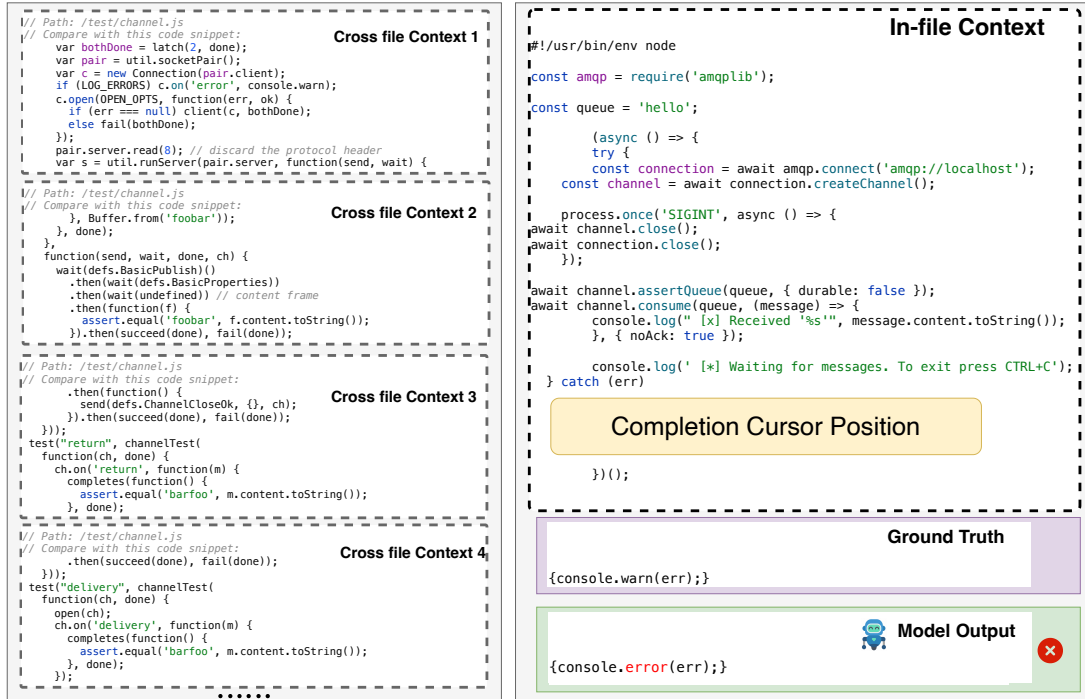 // Path: /test/channel.js
// Compare with this code snippet:
Cross file Context 1
var bothDone = latch(2, done);
var pair = util.socketPair();
var c = new Connection(pair.client);
if (LOG_ERRORS) c.on('error', console.warn);
c.open(OPEN_OPTS, function(err, ok) {
if (err === null) client(c, bothDone);
else fail(bothDone);
});
pair.server.read(8); // discard the protocol header
var s = util.runServer(pair.server, function(send, wait) {
// Path: /test/channel.js
// Compare with this code snippet:
Cross file Context 2
}, Buffer.from('foobar'));
}, done);
},
function(send, wait, done, ch) {
wait(defs.BasicPublish)()
.then(wait(defs.BasicProperties))
.then(wait(undefined)) // content frame
.then(function(f) {
assert.equal('foobar', f.content.toString());
}).then(succeed(done), fail(done));
// Path: /test/channel.js
// Compare with this code snippet:
Cross file Context 3
.then(function() {
send(defs.ChannelCloseOk, {}, ch);
}).then(succeed(done), fail(done));
}));
test("return", channelTest(
function(ch, done) {
ch.on('return', function(m) {
completes(function() {
assert.equal('barfoo', m.content.toString());
}, done);
// Path: /test/channel.js
// Compare with this code snippet:
Cross file Context 4
.then(succeed(done), fail(done));
}));
test("delivery", channelTest(
function(ch, done) {
open(ch);
ch.on('delivery', function(m) {
completes(function() {
assert.equal('barfoo', m.content.toString());
}, done);
});
......
In-file Context
#!/usr/bin/env node
const amqp = require('amqplib');
const queue = 'hello';
(async () => {
try {
const connection = await amqp.connect('amqp://localhost');
const channel = await connection.createChannel();
process.once('SIGINT', async () => {
await channel.close();
await connection.close();
});
await channel.assertQueue(queue, { durable: false });
await channel.consume(queue, (message) => {
console.log(" [x] Received '%s'", message.content.toString());
}, { noAck: true });
console.log(' [*] Waiting for messages. To exit press CTRL+C');
} catch (err)
Completion Cursor Position
})();
Ground Truth
{console.warn(err);}
Model Output
{console.error(err);}